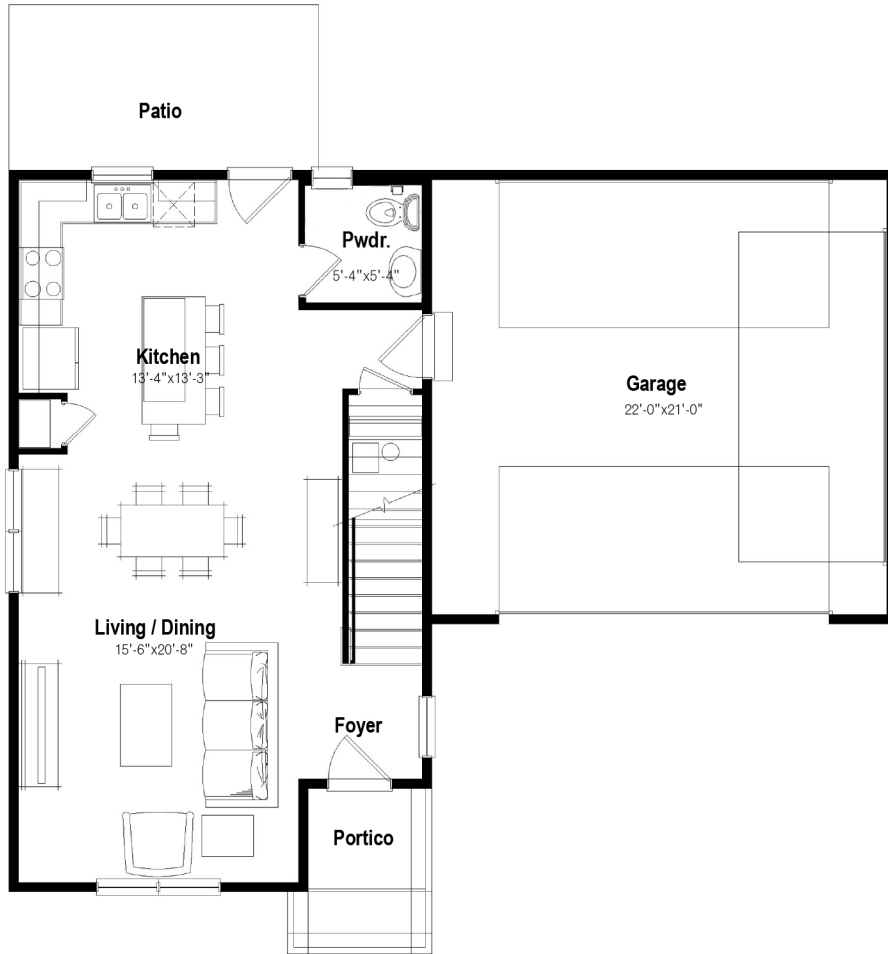 Patio
Pwdr.
5'-4"x5'-4"
Kitchen
13'-4"x13'-3"
Garage
22'-0"x21'-0"
Living / Dining
15'-6"x20'-8"
Foyer
Portico